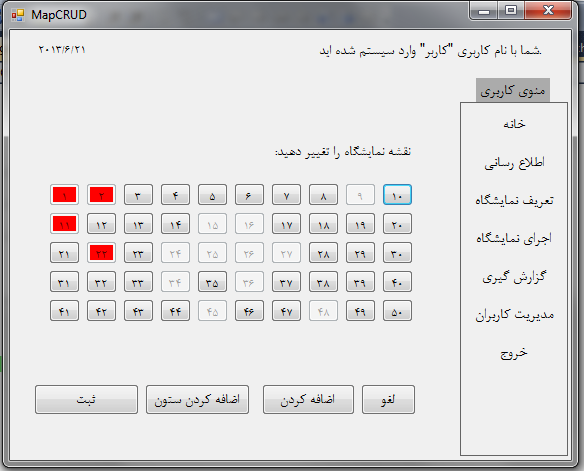 MapCRUD
شما با نام کاربری "کاربر" وارد سیستم شده اید.
۲۰۱۳/۶/۲۱
منوی کاربری
خانه
اطلاع رسانی
تعریف نمایشگاه
اجرای نمایشگاه
گزارش گیری
مدیریت کاربران
خروج
نقشه نمایشگاه را تغییر دهید:
۱ ۲ ۳ ۴ ۵ ۶ ۷ ۸ ۹ ۱۰
۱۱ ۱۲ ۱۳ ۱۴ ۱۵ ۱۶ ۱۷ ۱۸ ۱۹ ۲۰
۲۱ ۲۲ ۲۳ ۲۴ ۲۵ ۲۶ ۲۷ ۲۸ ۲۹ ۳۰
۳۱ ۳۲ ۳۳ ۳۴ ۳۵ ۳۶ ۳۷ ۳۸ ۳۹ ۴۰
۴۱ ۴۲ ۴۳ ۴۴ ۴۵ ۴۶ ۴۷ ۴۸ ۴۹ ۵۰
لغو
اضافه کردن
اضافه کردن ستون
ثبت